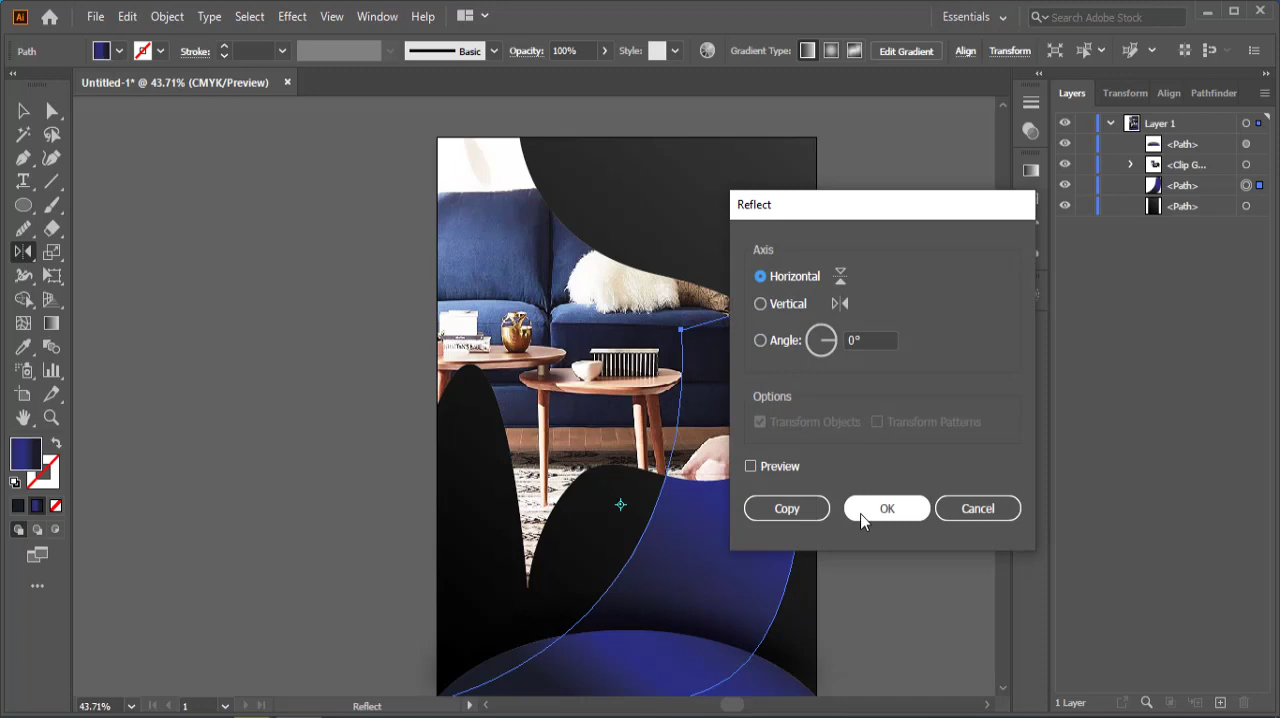 Ai File Edit Object Type Select Effect View Window Help Essentials Search Adobe Stock
Path Stroke: Basic Opacity: 100% Style: Gradient Type: Edit Gradient Align Transform
Untitled-1* @ 43.71% (CMYK/Preview)
Layers Transform Align Pathfinder
Layer 1
<Path>
<Clip G...
<Path>
<Path>
Reflect
Axis
Horizontal
Vertical
Angle: 0°
Options
Transform Objects Transform Patterns
Preview
Copy OK Cancel
43.71% 1 Reflect 1 Layer